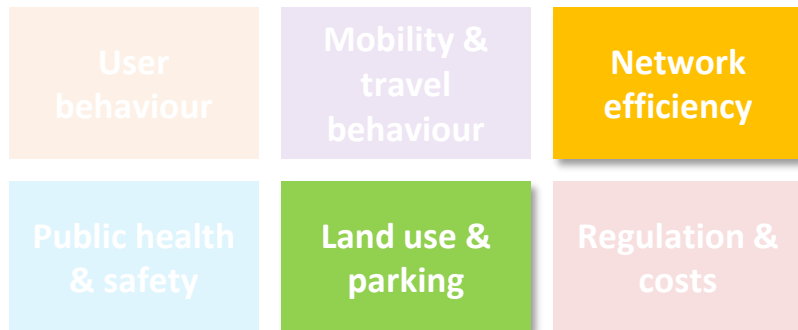 User
behaviour
Mobility &
travel
behaviour
Network
efficiency
Public health
& safety
Land use &
parking
Regulation &
costs